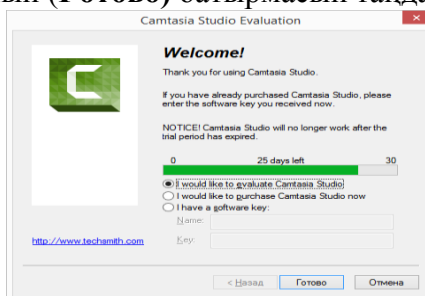 (Готово) батырмасын
Camtasia Studio Evaluation
Welcome!
Thank you for using Camtasia Studio.
If you have already purchased Camtasia Studio, please
enter the software key you received now.
NOTICE! Camtasia Studio will no longer work after the
trial period has expired.
0 25 days left 30
I would like to evaluate Camtasia Studio
I would like to purchase Camtasia Studio now
I have a software key:
Name:
http://www.techsmith.com Key:
< Назад Готово Отмена